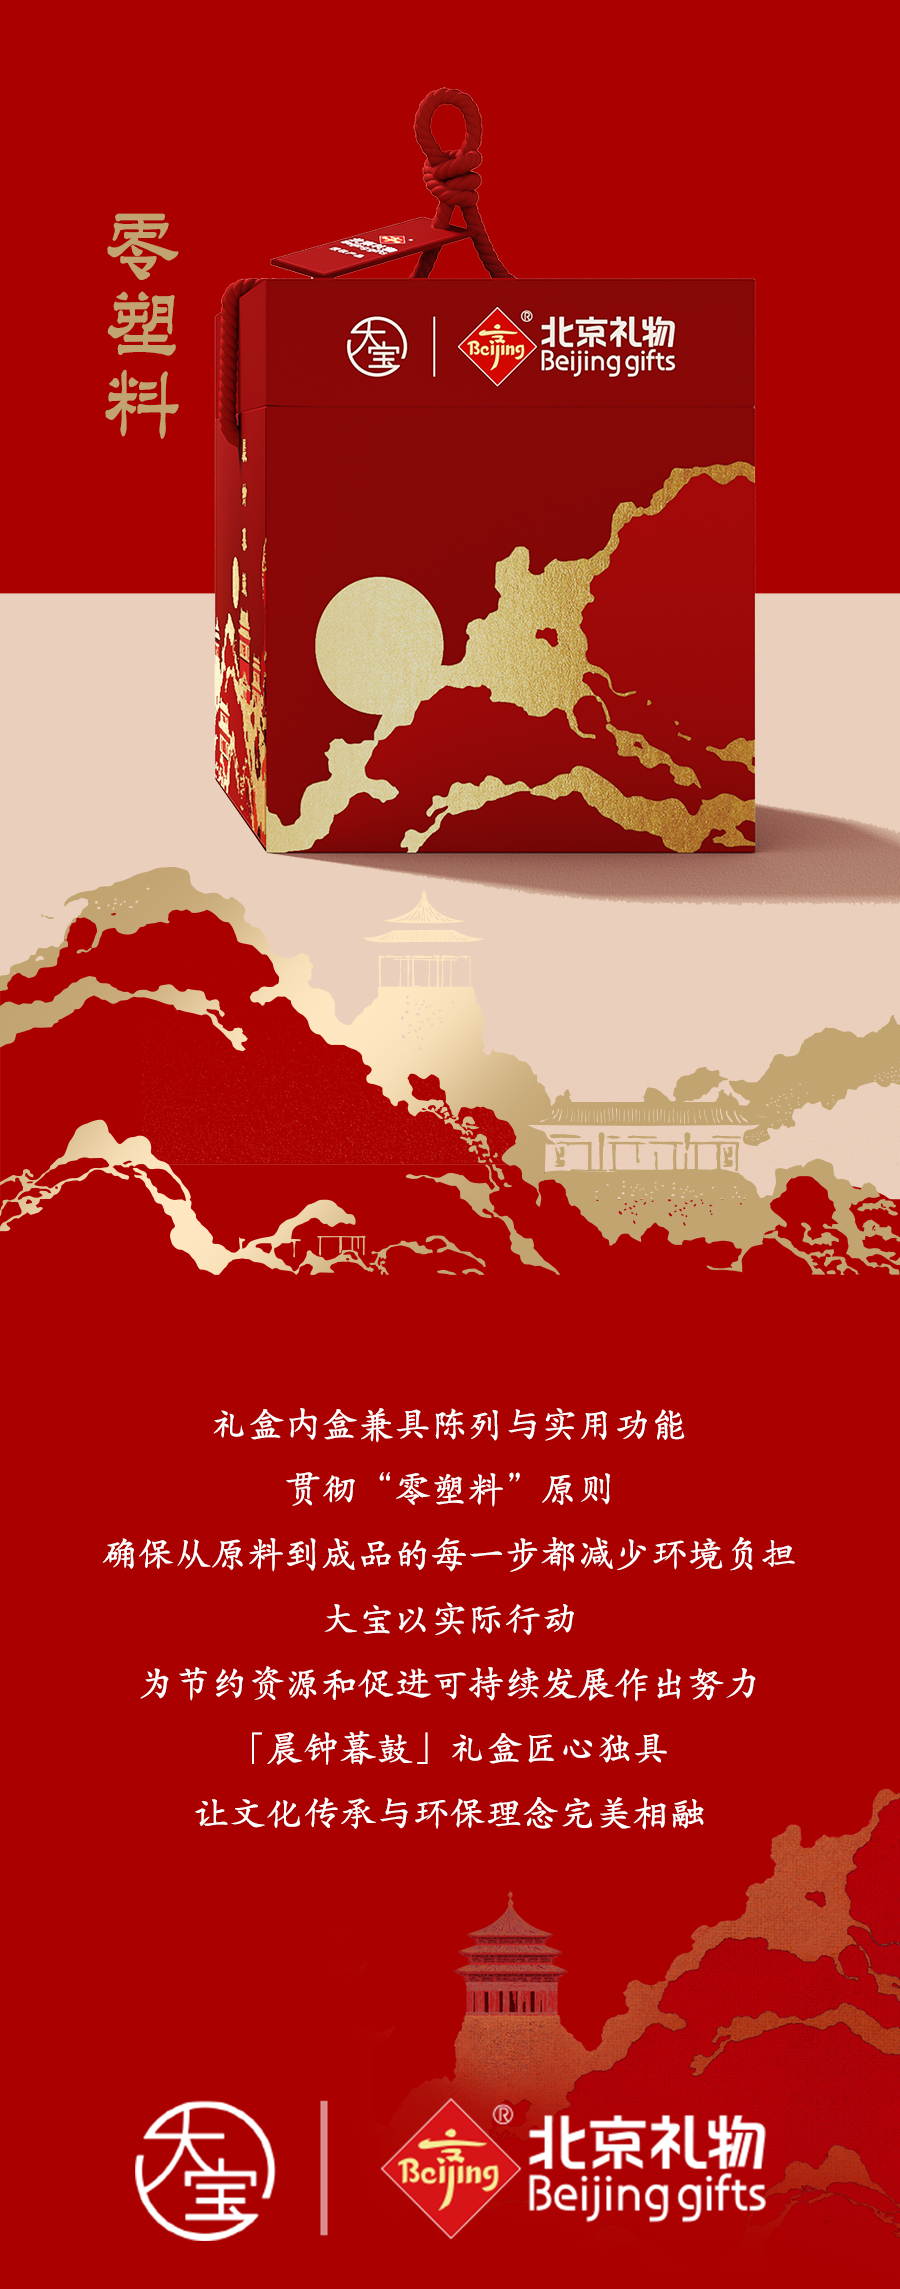 零塑料
北京礼物
大宝
Beijing
®
北京礼物
Beijing gifts
礼盒内盒兼具陈列与实用功能
贯彻“零塑料”原则
确保从原料到成品的每一步都减少环境负担
大宝以实际行动
为节约资源和促进可持续发展作出努力
「晨钟暮鼓」礼盒匠心独具
让文化传承与环保理念完美相融
大宝
Beijing
®
北京礼物
Beijing gifts